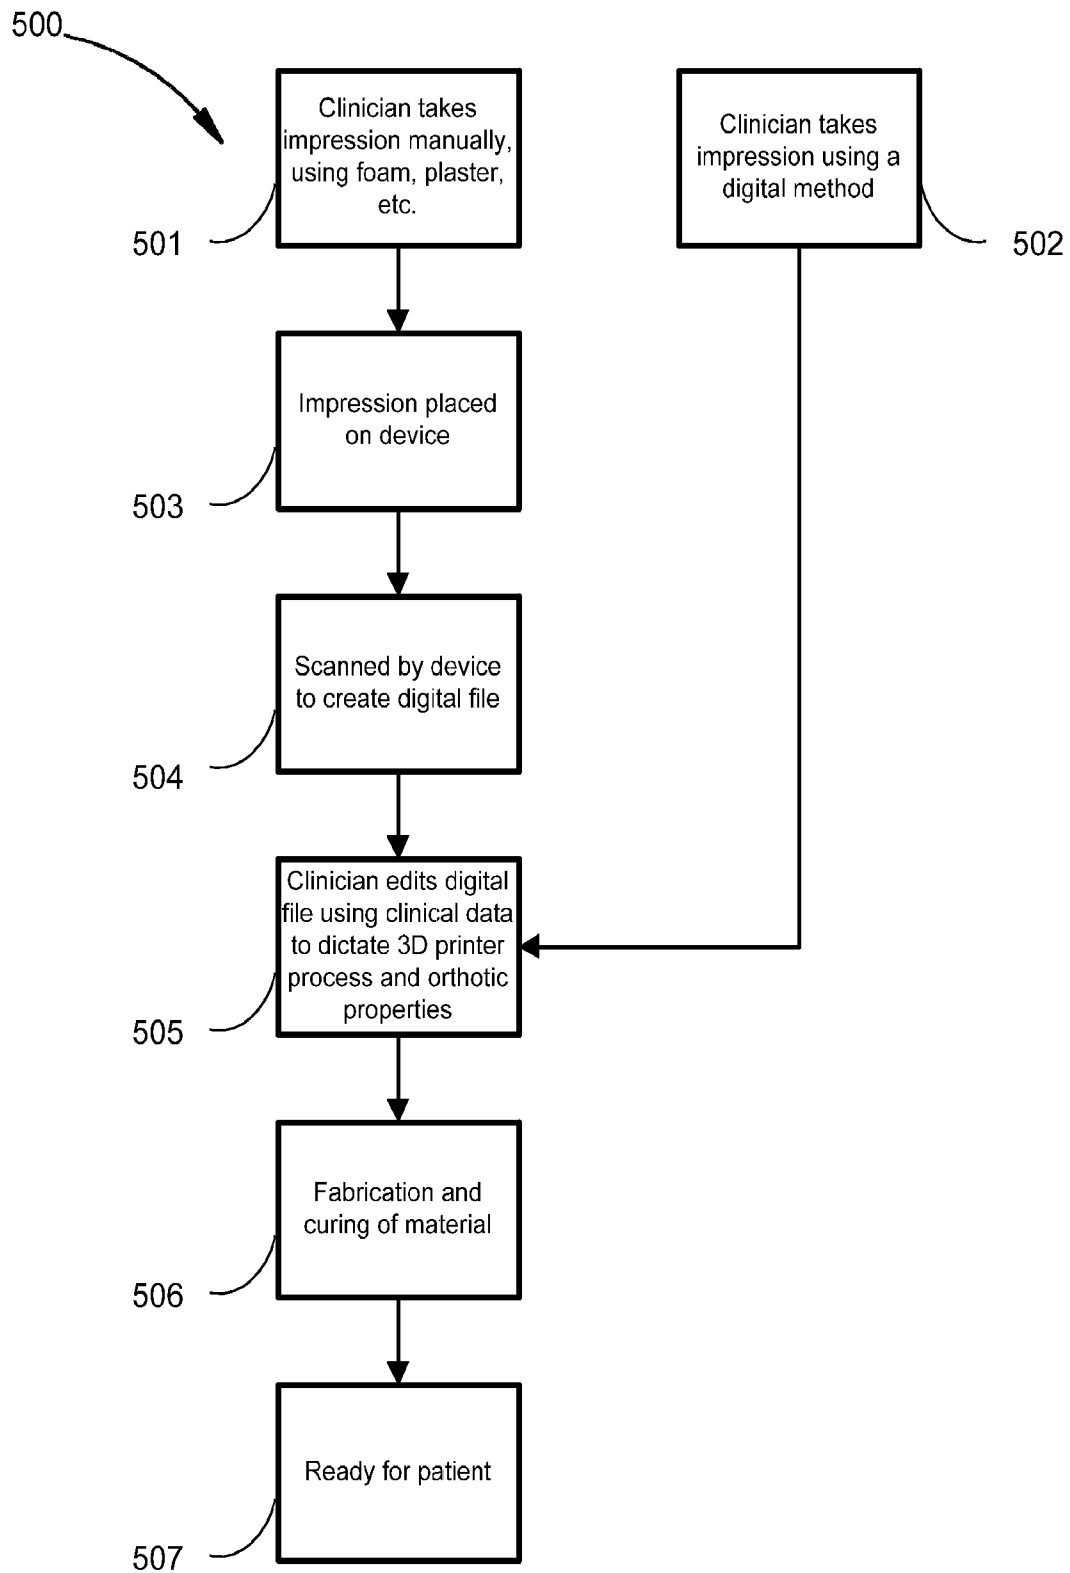 500
Clinician takes
impression manually,
using foam, plaster,
etc.
501
Clinician takes
impression using a
digital method
502
Impression placed
on device
503
Scanned by device
to create digital file
504
Clinician edits digital
file using clinical data
to dictate 3D printer
process and orthotic
properties
505
Fabrication and
curing of material
506
Ready for patient
507